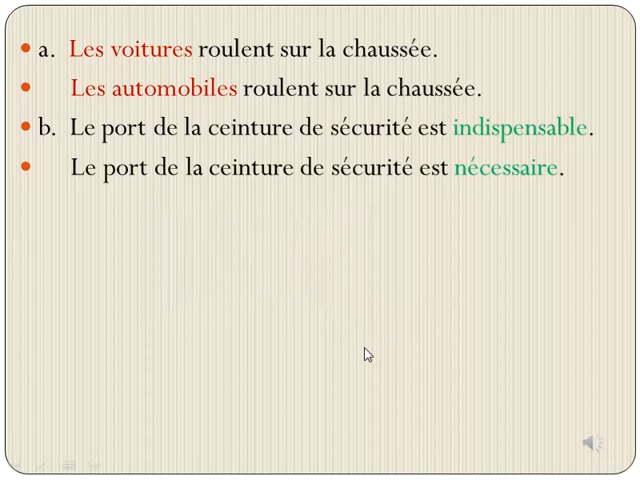 a. Les voitures roulent sur la chaussée.
Les automobiles roulent sur la chaussée.
b. Le port de la ceinture de sécurité est indispensable.
Le port de la ceinture de sécurité est nécessaire.